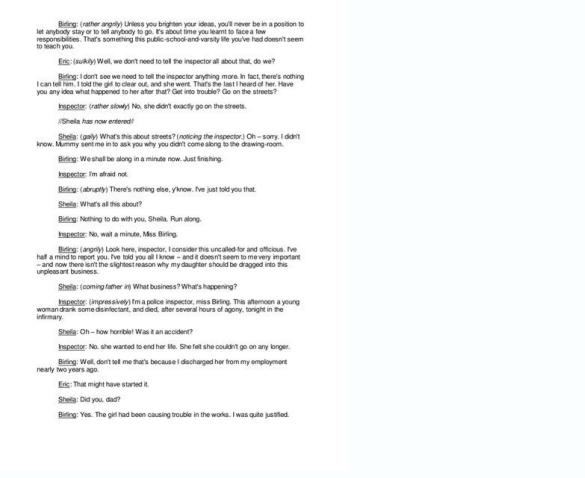 Birling: (rather angrily) Unless you brighten your ideas, you'll never be in a position to
let anybody stay or to tell anybody to go. It's about time you learnt to face a few
responsibilities. That's something this public-school-and-varsity life you've had doesn't seem
to teach you.
Eric: (sulkily) Well, we don't need to tell the inspector all about that, do we?
Birling: I don't see we need to tell the inspector anything more. In fact, there's nothing
I can tell him. I told the girl to clear out, and she went. That's the last I heard of her. Have
you any idea what happened to her after that? Get into trouble? Go on the streets?
Inspector: (rather slowly) No, she didn't exactly go on the streets.
//Sheila has now entered//
Sheila: (gaily) What's this about streets? (noticing the inspector.) Oh – sorry. I didn't
know. Mummy sent me in to ask you why you didn't come along to the drawing-room.
Birling: We shall be along in a minute now. Just finishing.
Inspector: I'm afraid not.
Birling: (abruptly) There's nothing else, y'know. I've just told you that.
Sheila: What's all this about?
Birling: Nothing to do with you, Sheila. Run along.
Inspector: No, wait a minute, Miss Birling.
Birling: (angrily) Look here, inspector, I consider this uncalled-for and officious. I've
half a mind to report you. I've told you all I know – and it doesn't seem to me very important
– and now there isn't the slightest reason why my daughter should be dragged into this
unpleasant business.
Sheila: (coming father in) What business? What's happening?
Inspector: (impressively) I'm a police inspector, miss Birling. This afternoon a young
woman drank some disinfectant, and died, after several hours of agony, tonight in the
infirmary.
Sheila: Oh – how horrible! Was it an accident?
Inspector: No. she wanted to end her life. She felt she couldn't go on any longer.
Birling: Well, don't tell me that's because I discharged her from my employment
nearly two years ago.
Eric: That might have started it.
Sheila: Did you, dad?
Birling: Yes. The girl had been causing trouble in the works. I was quite justified.